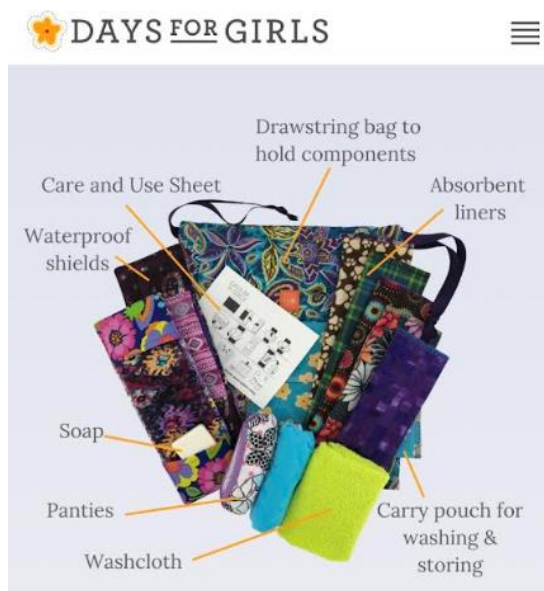 DAYS FOR GIRLS
Drawstring bag to
hold components
Care and Use Sheet
Absorbent
liners
Waterproof
shields
Soap
Panties
Washcloth
Carry pouch for
washing &
storing